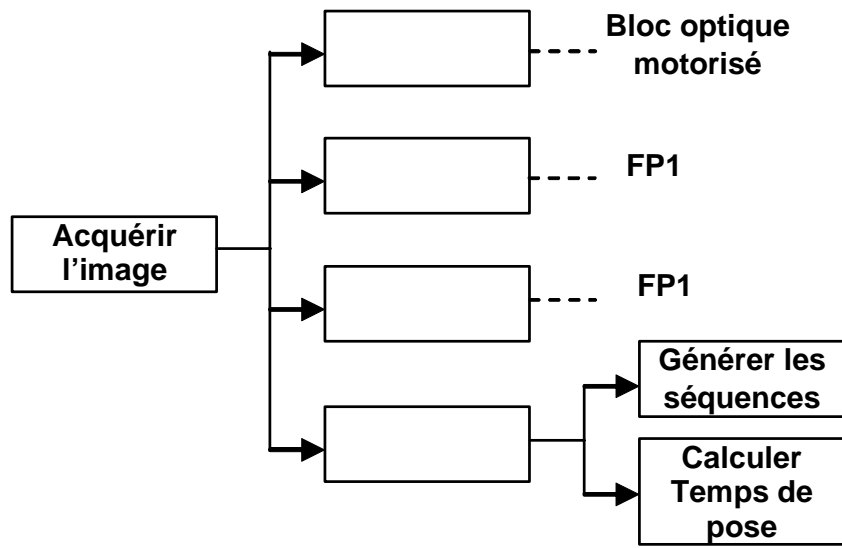 Bloc optique
motorisé
FP1
Acquérir
l’image
FP1
Générer les
séquences
Calculer
Temps de
pose